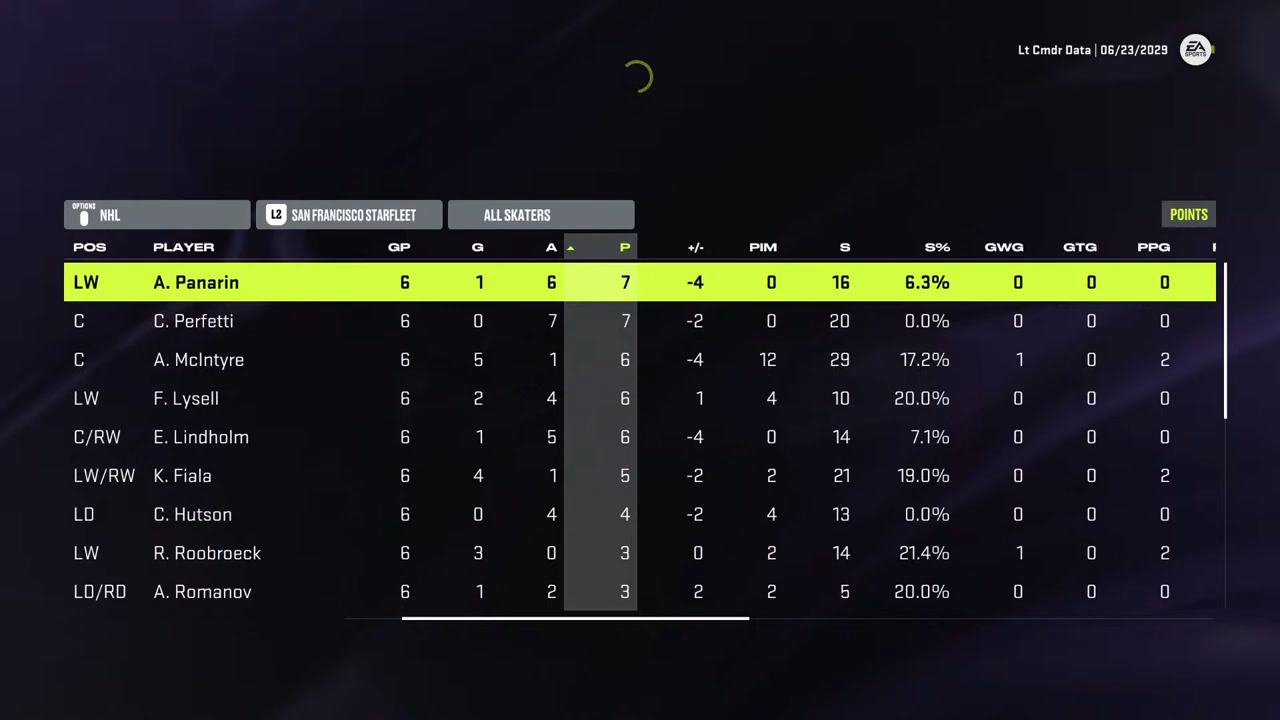 Lt Cmdr Data | 06/23/2029
EA SPORTS
OPTIONS NHL L2 SAN FRANCISCO STARFLEET ALL SKATERS POINTS
POS PLAYER GP G A P +/- PIM S S% GWG GTG PPG
LW A. Panarin 6 1 6 7 -4 0 16 6.3% 0 0 0
C C. Perfetti 6 0 7 7 -2 0 20 0.0% 0 0 0
C A. McIntyre 6 5 1 6 -4 12 29 17.2% 1 0 2
LW F. Lysell 6 2 4 6 1 4 10 20.0% 0 0 0
C/RW E. Lindholm 6 1 5 6 -4 0 14 7.1% 0 0 0
LW/RW K. Fiala 6 4 1 5 -2 2 21 19.0% 0 0 2
LD C. Hutson 6 0 4 4 -2 4 13 0.0% 0 0 0
LW R. Roobroeck 6 3 0 3 0 2 14 21.4% 1 0 2
LD/RD A. Romanov 6 1 2 3 2 2 5 20.0% 0 0 0